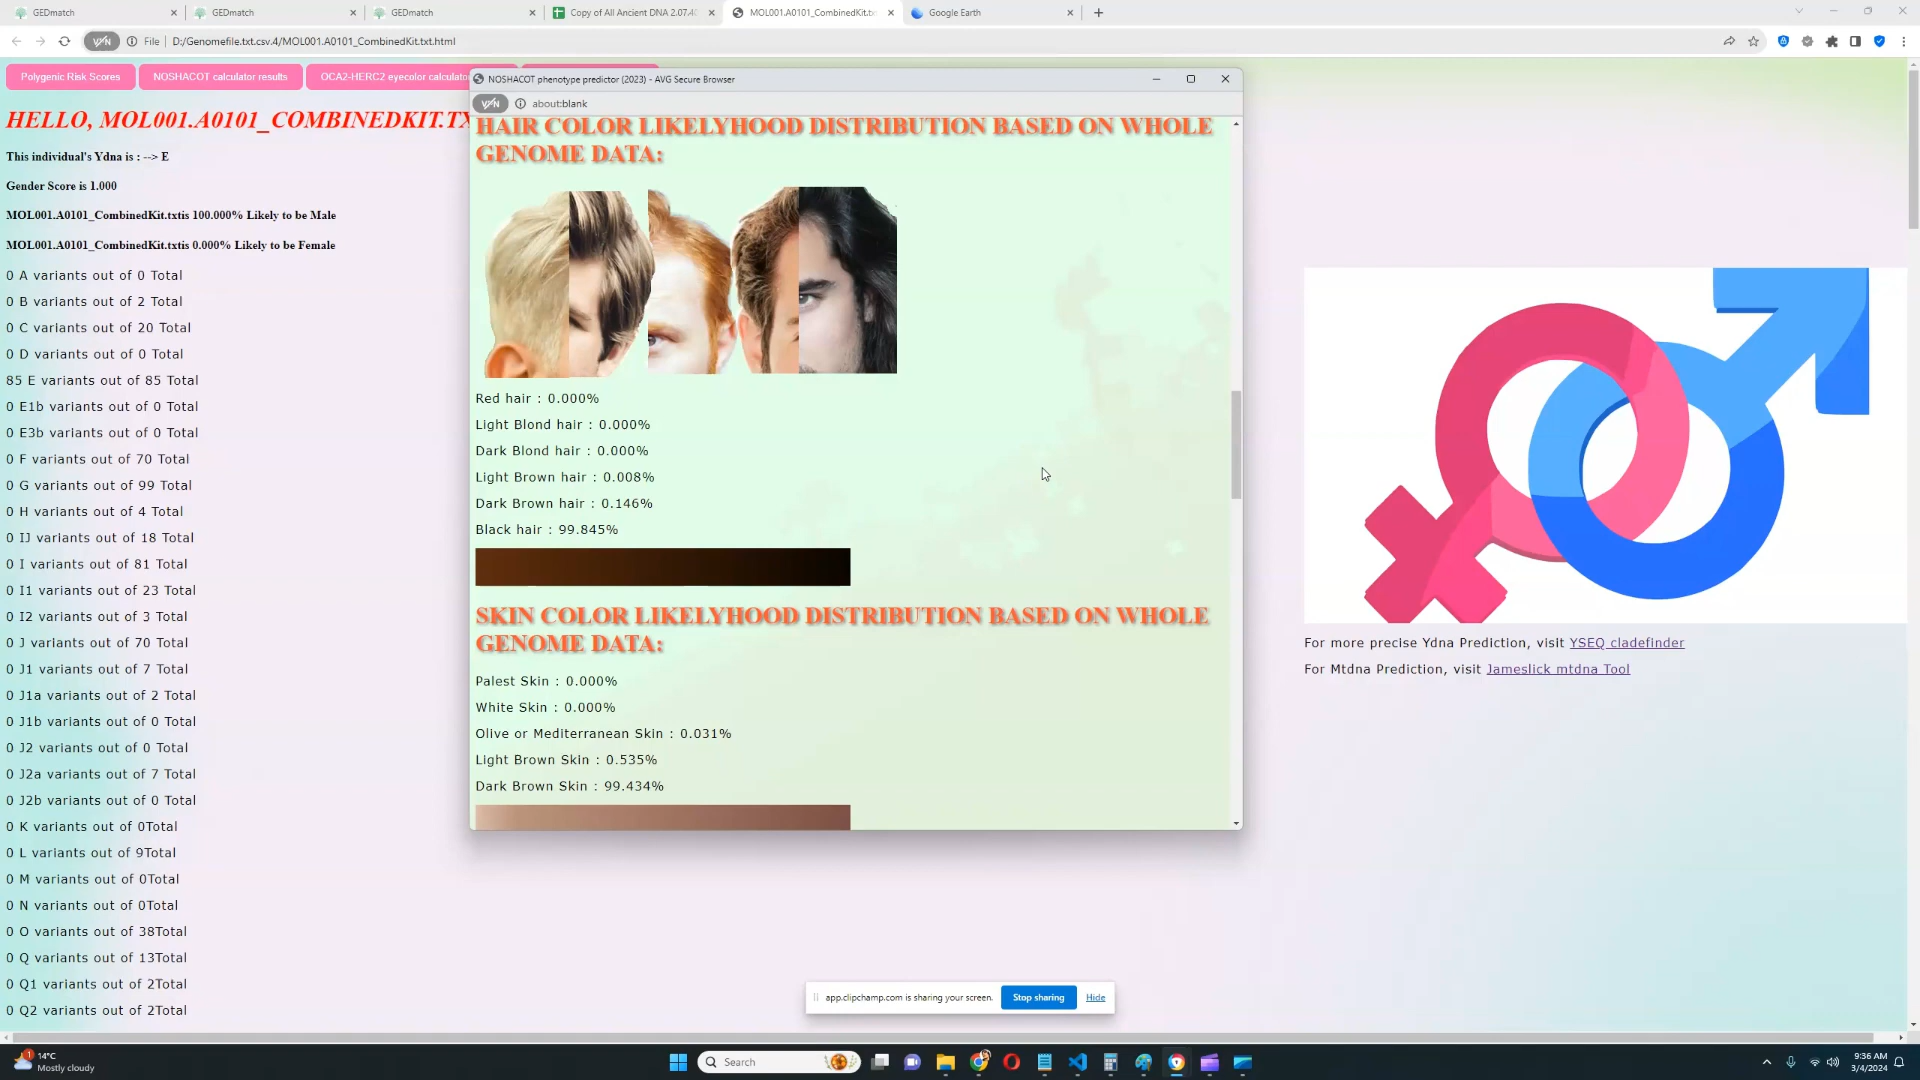 GEDmatch
GEDmatch
GEDmatch
Copy of All Ancient DNA 2.07.40
MOL001.A0101_CombinedKit.tx
Google Earth
VPN
File
D:/Genomefile.txt.csv.4/MOL001.A0101_CombinedKit.txt.html
Polygenic Risk Scores
NOSHACOT calculator results
OCA2-HERC2 eyecolor calculator
HELLO, MOL001.A0101_COMBINEDKIT.TX
This individual's Ydna is : --> E
Gender Score is 1.000
MOL001.A0101_CombinedKit.txtis 100.000% Likely to be Male
MOL001.A0101_CombinedKit.txtis 0.000% Likely to be Female
0 A variants out of 0 Total
0 B variants out of 2 Total
0 C variants out of 20 Total
0 D variants out of 0 Total
85 E variants out of 85 Total
0 E1b variants out of 0 Total
0 E3b variants out of 0 Total
0 F variants out of 70 Total
0 G variants out of 99 Total
0 H variants out of 4 Total
0 IJ variants out of 18 Total
0 I variants out of 81 Total
0 I1 variants out of 23 Total
0 I2 variants out of 3 Total
0 J variants out of 70 Total
0 J1 variants out of 7 Total
0 J1a variants out of 2 Total
0 J1b variants out of 0 Total
0 J2 variants out of 0 Total
0 J2a variants out of 7 Total
0 J2b variants out of 0 Total
0 K variants out of 0Total
0 L variants out of 9Total
0 M variants out of 0Total
0 N variants out of 0Total
0 O variants out of 38Total
0 Q variants out of 13Total
0 Q1 variants out of 2Total
0 Q2 variants out of 2Total
NOSHACOT phenotype predictor (2023) - AVG Secure Browser
VPN
about:blank
HAIR COLOR LIKELYHOOD DISTRIBUTION BASED ON WHOLE
GENOME DATA:
Red hair : 0.000%
Light Blond hair : 0.000%
Dark Blond hair : 0.000%
Light Brown hair : 0.008%
Dark Brown hair : 0.146%
Black hair : 99.845%
SKIN COLOR LIKELYHOOD DISTRIBUTION BASED ON WHOLE
GENOME DATA:
Palest Skin : 0.000%
White Skin : 0.000%
Olive or Mediterranean Skin : 0.031%
Light Brown Skin : 0.535%
Dark Brown Skin : 99.434%
For more precise Ydna Prediction, visit YSEQ cladefinder
For Mtdna Prediction, visit Jameslick mtdna Tool
app.clipchamp.com is sharing your screen.
Stop sharing
Hide
1
14°C
Mostly cloudy
Search
9:36 AM
3/4/2024